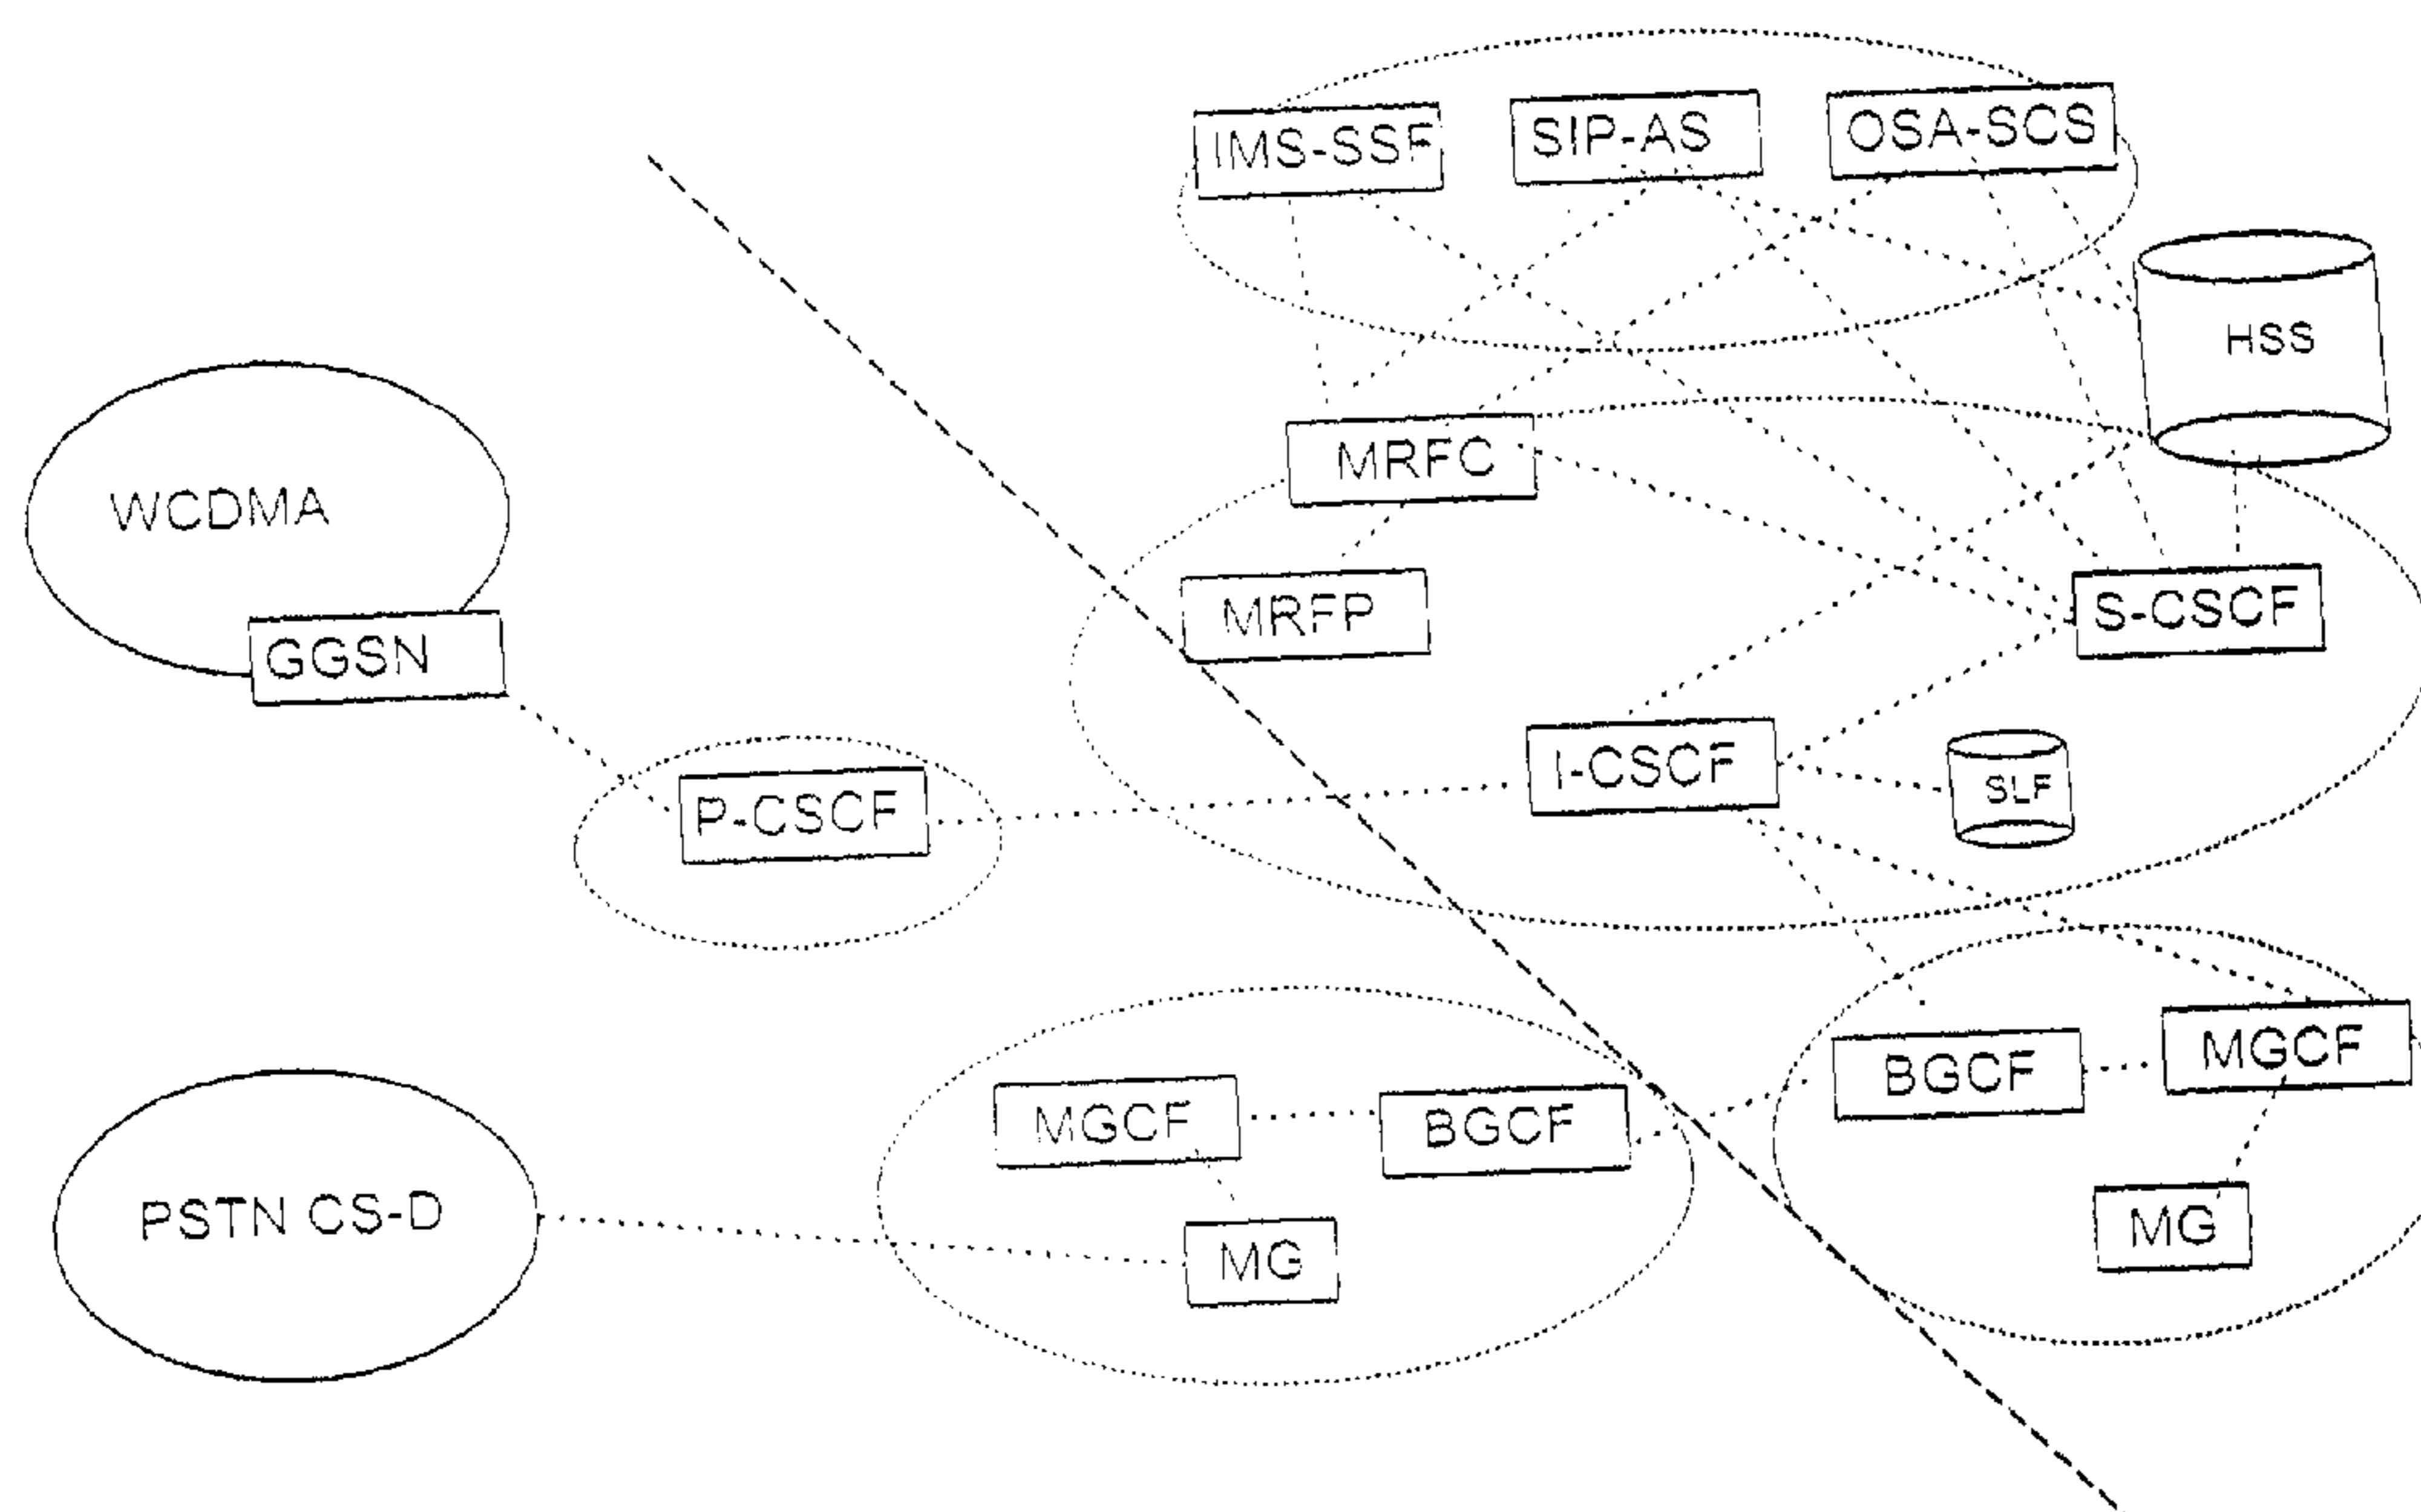 IMS-SSF
SIP-AS
OSA-SCS
HSS
WCDMA
GGSN
MRFC
MRFP
S-CSCF
I-CSCF
SLF
P-CSCF
MGCF
BGCF
MG
BGCF
MGCF
MG
PSTN CS-D